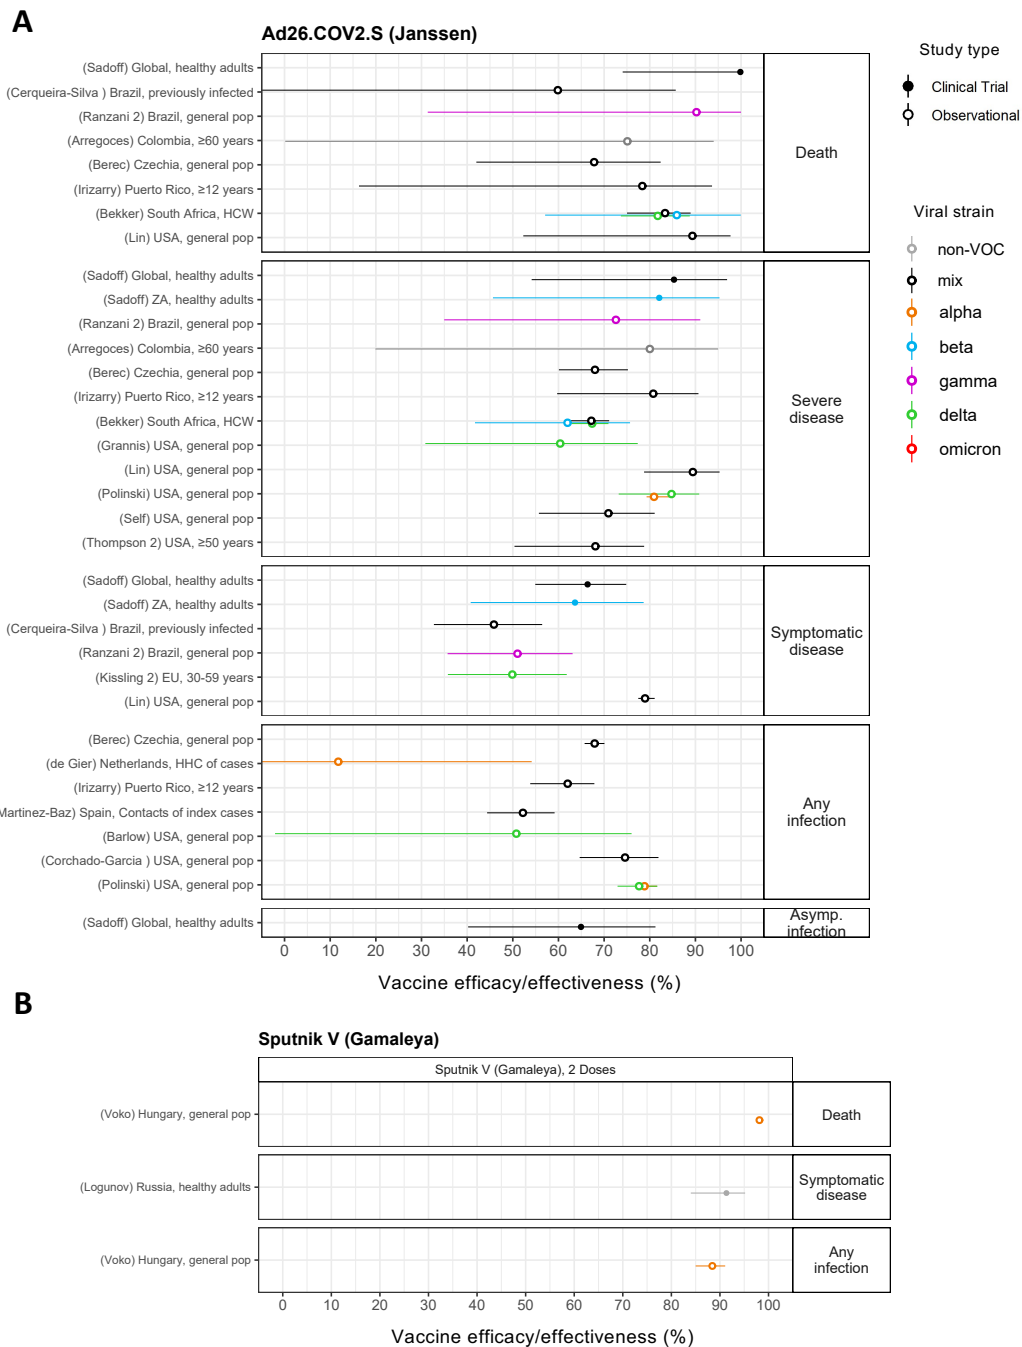 A
Ad26.COV2.S (Janssen)
(Sadoff) Global, healthy adults
(Cerqueira-Silva ) Brazil, previously infected
(Ranzani 2) Brazil, general pop
(Arregoces) Colombia, ≥60 years
(Berec) Czechia, general pop
(Irizarry) Puerto Rico, ≥12 years
(Bekker) South Africa, HCW
(Lin) USA, general pop
Death
(Sadoff) Global, healthy adults
(Sadoff) ZA, healthy adults
(Ranzani 2) Brazil, general pop
(Arregoces) Colombia, ≥60 years
(Berec) Czechia, general pop
(Irizarry) Puerto Rico, ≥12 years
(Bekker) South Africa, HCW
(Grannis) USA, general pop
(Lin) USA, general pop
(Polinski) USA, general pop
(Self) USA, general pop
(Thompson 2) USA, ≥50 years
Severe
disease
(Sadoff) Global, healthy adults
(Sadoff) ZA, healthy adults
(Cerqueira-Silva ) Brazil, previously infected
(Ranzani 2) Brazil, general pop
(Kissling 2) EU, 30-59 years
(Lin) USA, general pop
Symptomatic
disease
(Berec) Czechia, general pop
(de Gier) Netherlands, HHC of cases
(Irizarry) Puerto Rico, ≥12 years
Martinez-Baz) Spain, Contacts of index cases
(Barlow) USA, general pop
(Corchado-Garcia ) USA, general pop
(Polinski) USA, general pop
Any
infection
(Sadoff) Global, healthy adults
Asymp.
infection
0 10 20 30 40 50 60 70 80 90 100
Vaccine efficacy/effectiveness (%)
Study type
Clinical Trial
Observational
Viral strain
non-VOC
mix
alpha
beta
gamma
delta
omicron
B
Sputnik V (Gamaleya)
Sputnik V (Gamaleya), 2 Doses
(Voko) Hungary, general pop
Death
(Logunov) Russia, healthy adults
Symptomatic
disease
(Voko) Hungary, general pop
Any
infection
0 10 20 30 40 50 60 70 80 90 100
Vaccine efficacy/effectiveness (%)